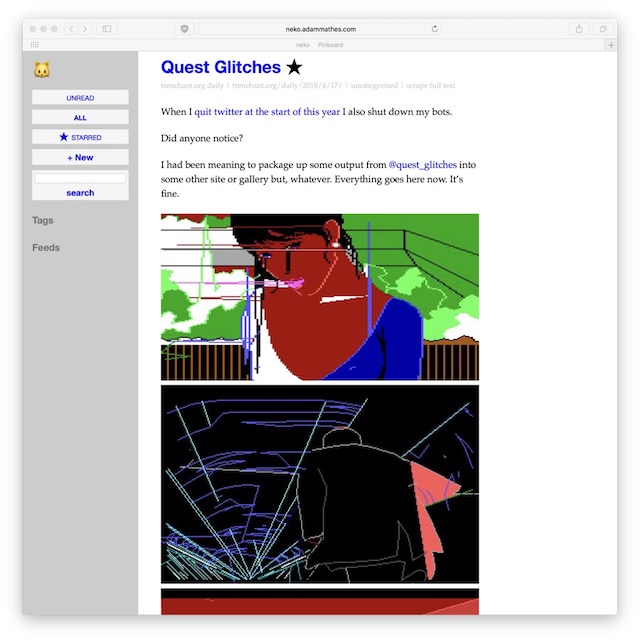 neko.adammathes.com
neko Pinboard
Quest Glitches ★
trenchant.org daily | trenchant.org/daily/2018/4/17/ | uncategorized | scrape full text
UNREAD
ALL
★ STARRED
+ New
search
Tags
Feeds
When I quit twitter at the start of this year I also shut down my bots.
Did anyone notice?
I had been meaning to package up some output from @quest_glitches into
some other site or gallery but, whatever. Everything goes here now. It's
fine.